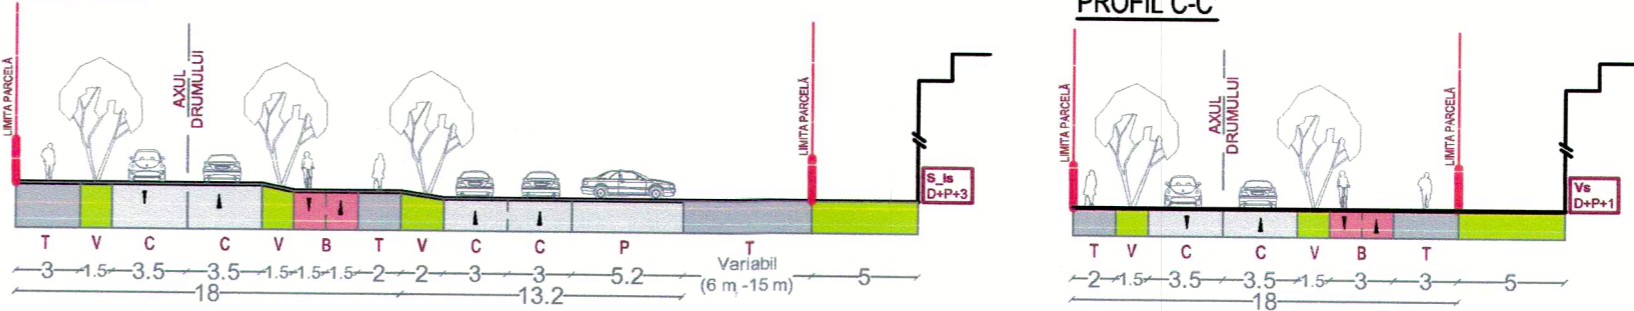 PROFIL C-C
LIMITA PARCELĂ
AXUL
DRUMULUI
LIMITA PARCELĂ
S_is
D+P+3
T V C C V B T V C C P T
3 1.5 3.5 3.5 1.5 1.5 1.5 2 2 3 3 5.2 Variabil 5
(6 m -15 m)
18 13.2
LIMITA PARCELĂ
AXUL
DRUMULUI
LIMITA PARCELĂ
Vs
D+P+1
T V C C V B T
2 1.5 3.5 3.5 1.5 3 3 5
18